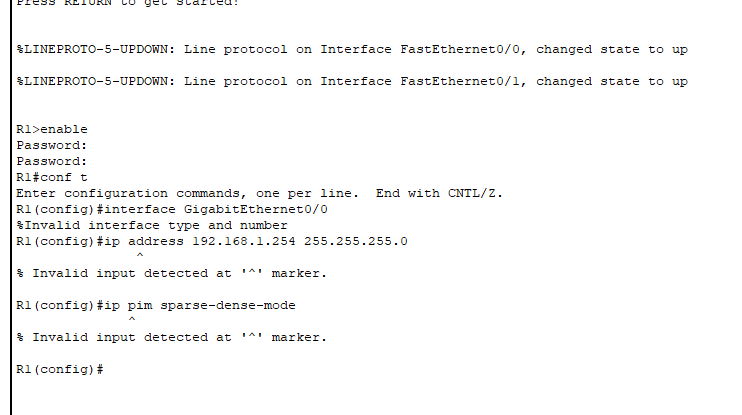 Press RETURN to get started!
%LINEPROTO-5-UPDOWN: Line protocol on Interface FastEthernet0/0, changed state to up
%LINEPROTO-5-UPDOWN: Line protocol on Interface FastEthernet0/1, changed state to up
R1>enable
Password:
Password:
R1#conf t
Enter configuration commands, one per line.  End with CNTL/Z.
R1(config)#interface GigabitEthernet0/0
%Invalid interface type and number
R1(config)#ip address 192.168.1.254 255.255.255.0
^
% Invalid input detected at '^' marker.
R1(config)#ip pim sparse-dense-mode
^
% Invalid input detected at '^' marker.
R1(config)#